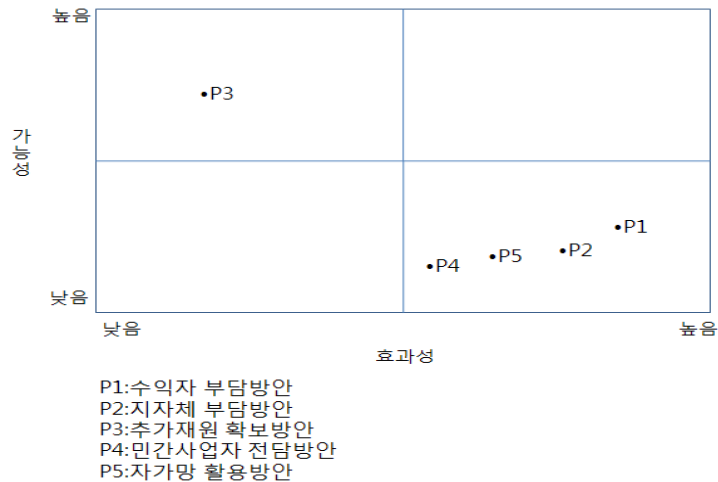 높음
•P3
가능성
•P1
•P2
•P5
•P4
낮음
낮음
높음
효과성
P1:수익자 부담방안
P2:지자체 부담방안
P3:추가재원 확보방안
P4:민간사업자 전담방안
P5:자가망 활용방안